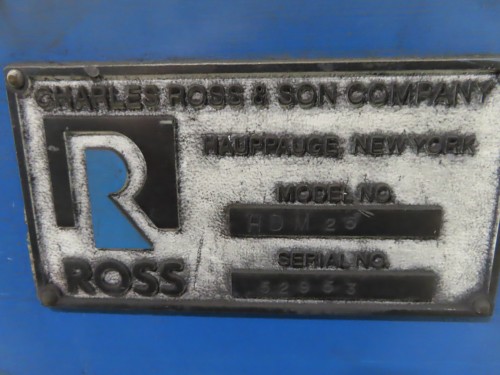 CHARLES ROSS & SON COMPANY
HAUPPAUGE, NEW YORK
R
ROSS
MODEL NO.
SERIAL NO.